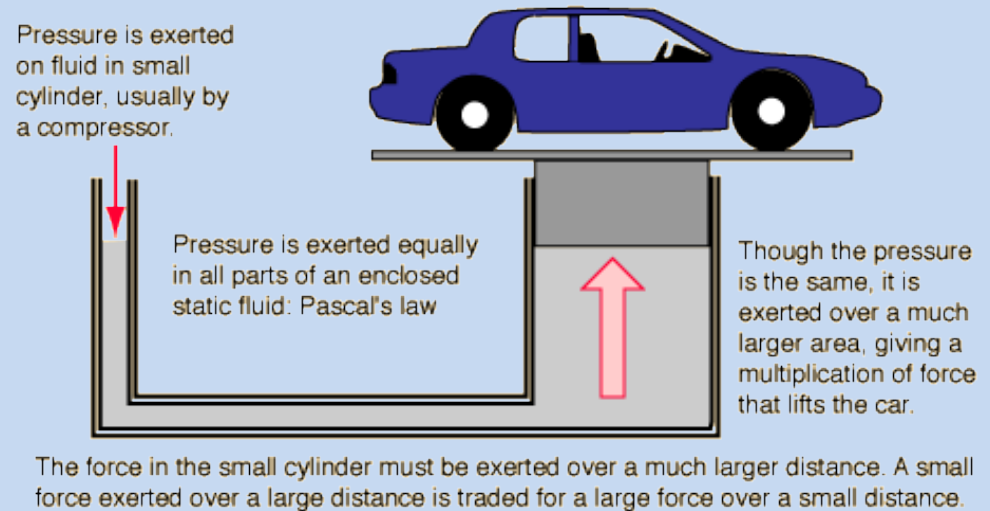 Pressure is exerted
on fluid in small
cylinder, usually by
a compressor.
Pressure is exerted equally
in all parts of an enclosed
static fluid: Pascal's law
Though the pressure
is the same, it is
exerted over a much
larger area, giving a
multiplication of force
that lifts the car.
The force in the small cylinder must be exerted over a much larger distance. A small
force exerted over a large distance is traded for a large force over a small distance.